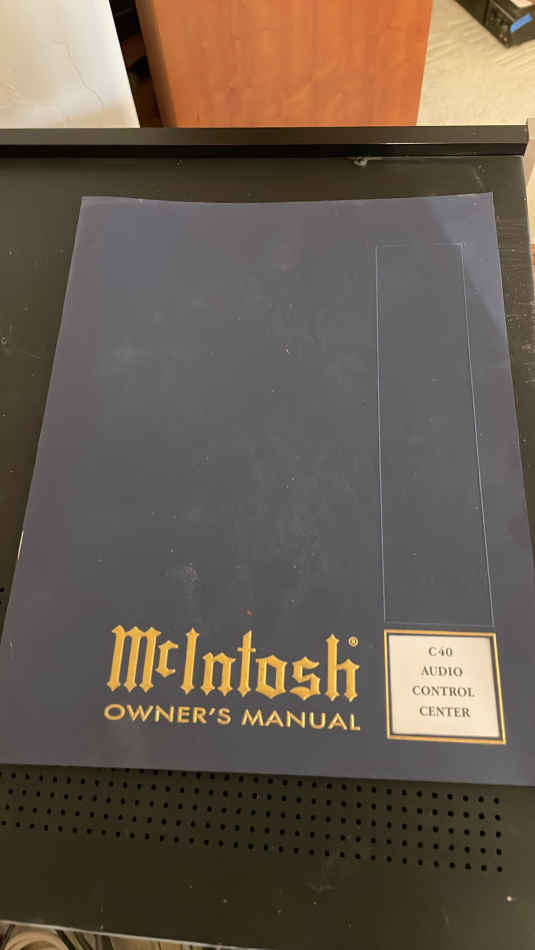 McIntosh®
OWNER'S MANUAL
C40
AUDIO
CONTROL
CENTER